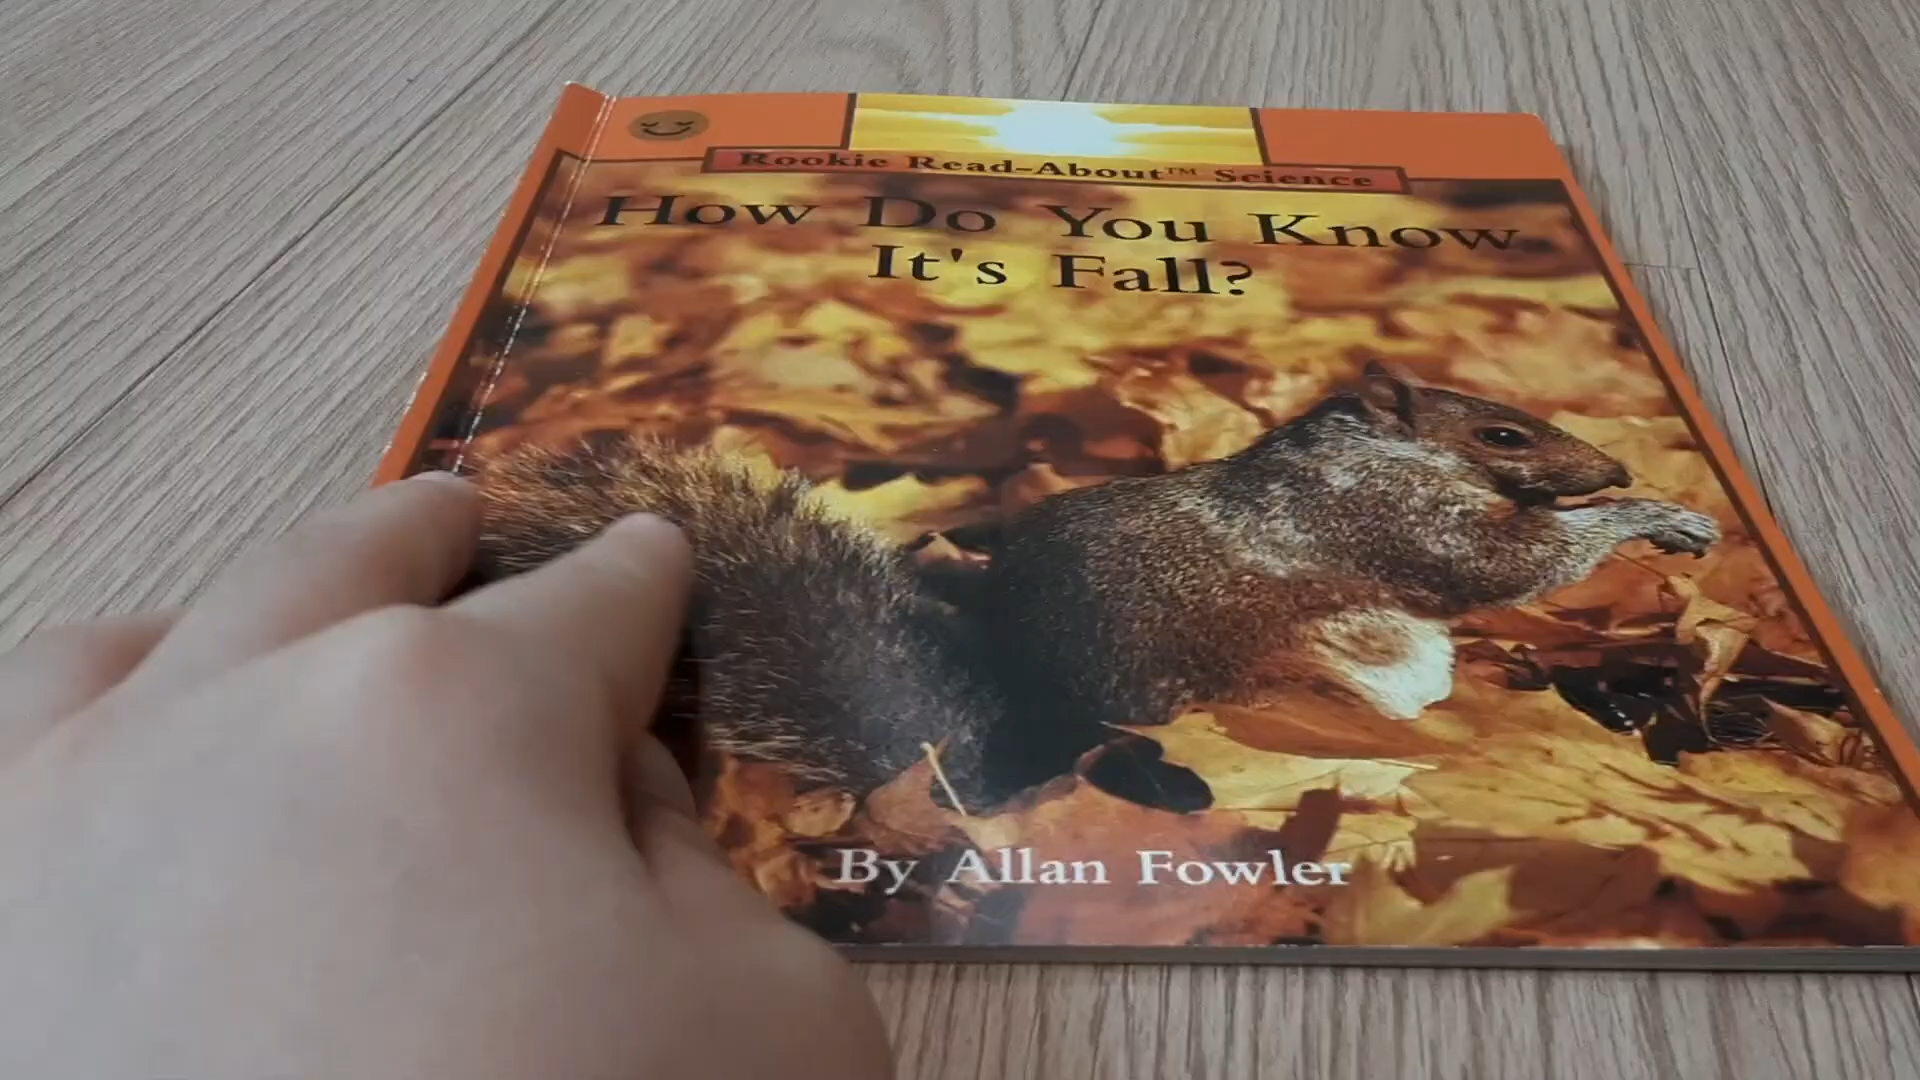 Rookie Read-About™ Science
How Do You Know
It's Fall?
By Allan Fowler